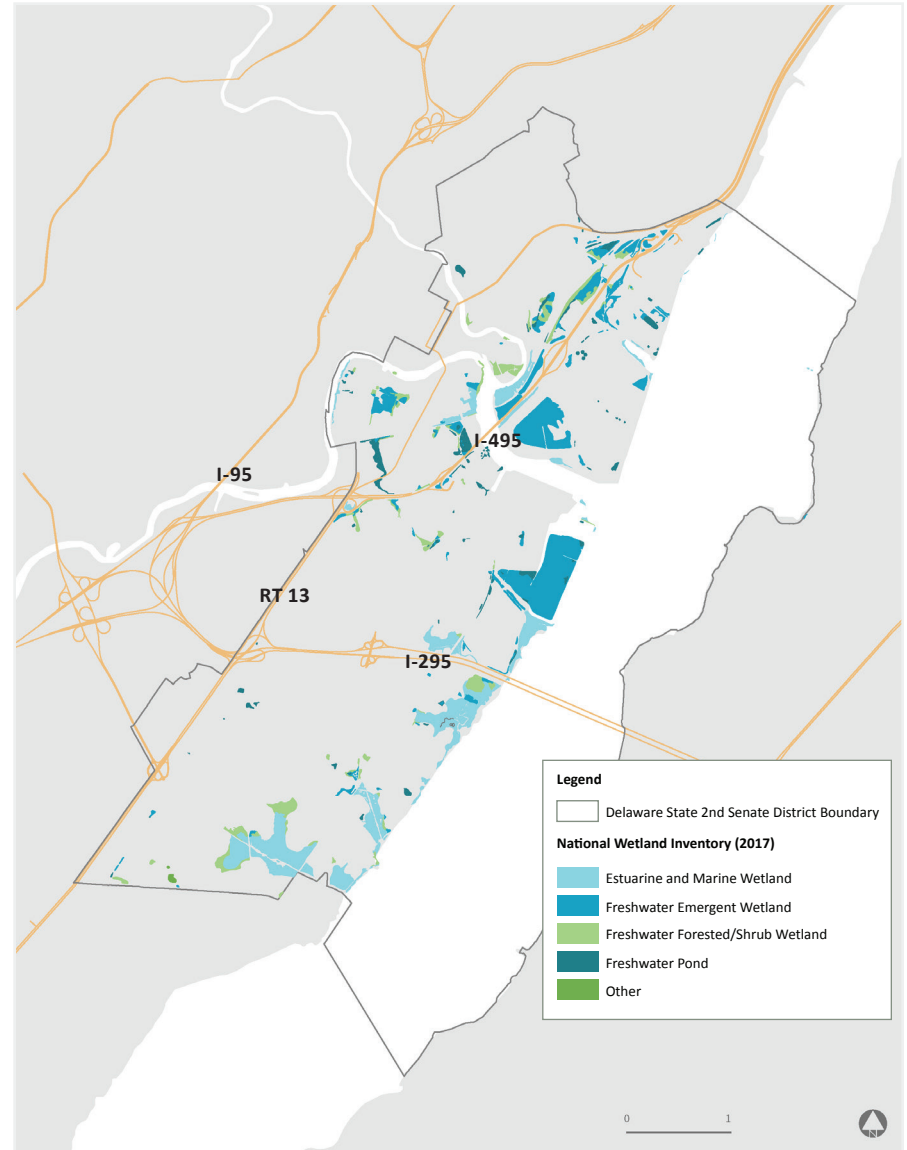 I-495
I-95
RT 13
I-295
Legend
Delaware State 2nd Senate District Boundary
National Wetland Inventory (2017)
Estuarine and Marine Wetland
Freshwater Emergent Wetland
Freshwater Forested/Shrub Wetland
Freshwater Pond
Other
0 1
N